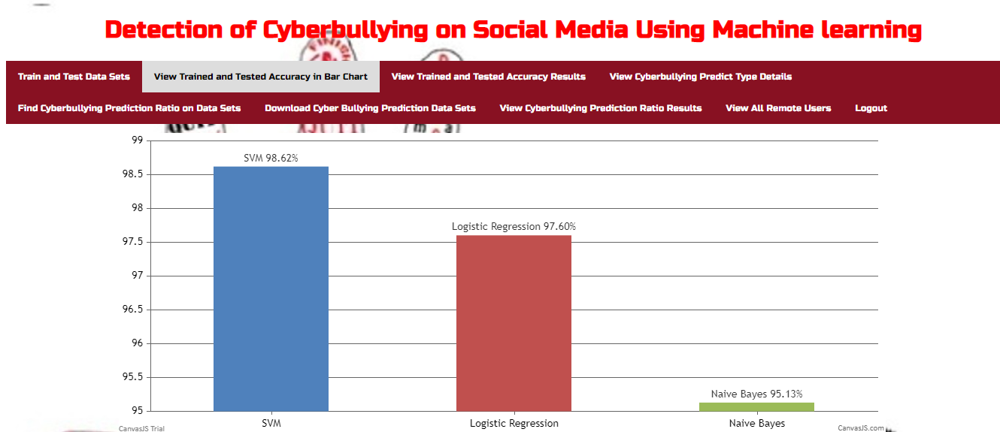 Detection of Cyberbullying on Social Media Using Machine learning
Train and Test Data Sets
View Trained and Tested Accuracy in Bar Chart
View Trained and Tested Accuracy Results
View Cyberbullying Predict Type Details
Find Cyberbullying Prediction Ratio on Data Sets
Download Cyber Bullying Prediction Data Sets
View Cyberbullying Prediction Ratio Results
View All Remote Users
Logout
99
98.5
98
97.5
97
96.5
96
95.5
95
SVM 98.62%
Logistic Regression 97.60%
Naive Bayes 95.13%
SVM
Logistic Regression
Naive Bayes
CanvasJS Trial
CanvasJS.com